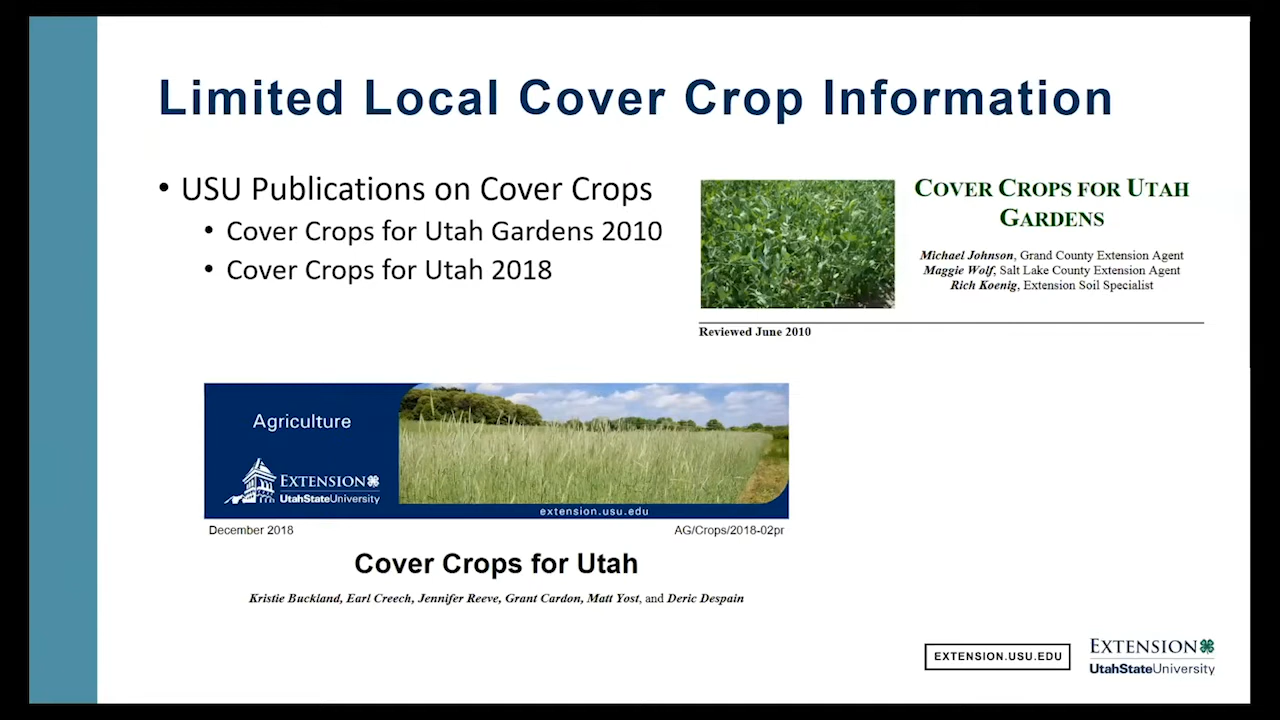 Limited Local Cover Crop Information
• USU Publications on Cover Crops
• Cover Crops for Utah Gardens 2010
• Cover Crops for Utah 2018
COVER CROPS FOR UTAH
GARDENS
Michael Johnson, Grand County Extension Agent
Maggie Wolf, Salt Lake County Extension Agent
Rich Koenig, Extension Soil Specialist
Reviewed June 2010
Agriculture
EXTENSION
UtahStateUniversity
extension.usu.edu
December 2018
AG/Crops/2018-02pr
Cover Crops for Utah
Kristie Buckland, Earl Creech, Jennifer Reeve, Grant Cardon, Matt Yost, and Deric Despain
EXTENSION.USU.EDU
EXTENSION
UtahStateUniversity